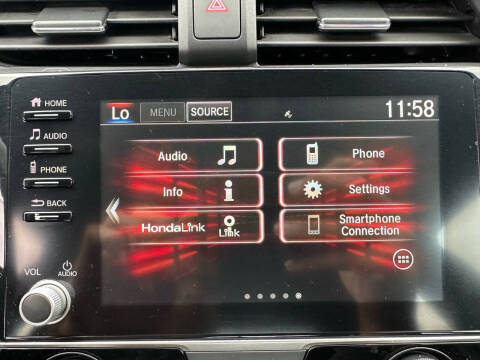 HOME
AUDIO
PHONE
BACK
VOL
AUDIO
Lo MENU SOURCE 11:58
Audio
Phone
Info
i
Settings
HondaLink
Link
Smartphone
Connection